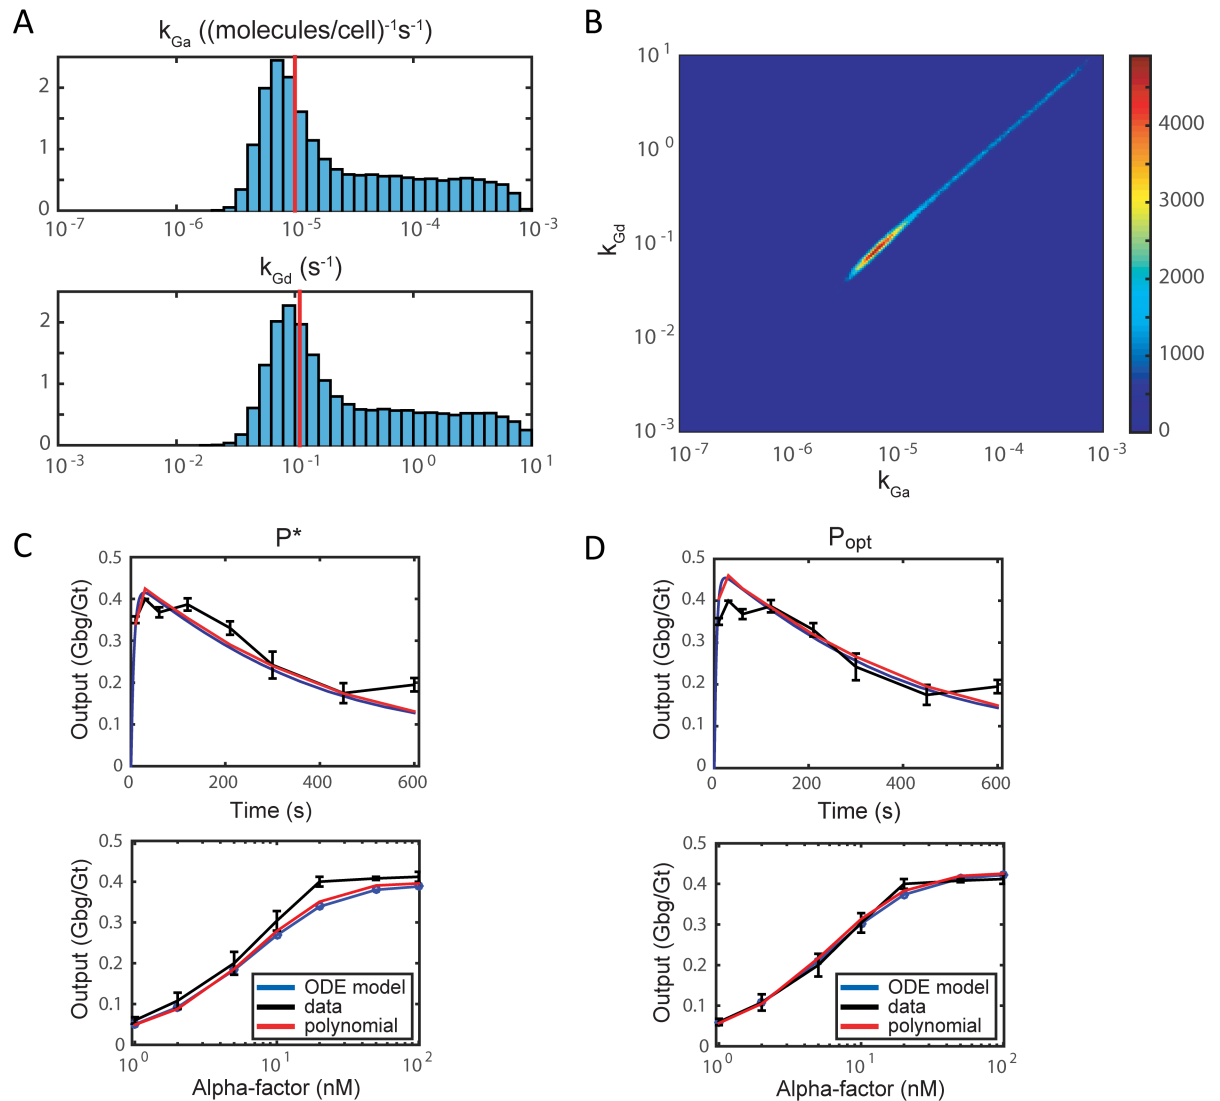 A
k_Ga ((molecules/cell)^-1 s^-1)
2
1
0
10^-7 10^-6 10^-5 10^-4 10^-3
k_Gd (s^-1)
2
1
0
10^-3 10^-2 10^-1 10^0 10^1
B
10^1
10^0
10^-1
10^-2
10^-3
k_Gd
10^-7 10^-6 10^-5 10^-4 10^-3
k_Ga
4000
3000
2000
1000
0
C
P*
Output (Gbg/Gt)
0.5
0.4
0.3
0.2
0.1
0
0 200 400 600
Time (s)
Output (Gbg/Gt)
0.5
0.4
0.3
0.2
0.1
0
ODE model
data
polynomial
10^0 10^1 10^2
Alpha-factor (nM)
D
P_opt
Output (Gbg/Gt)
0.5
0.4
0.3
0.2
0.1
0
0 200 400 600
Time (s)
Output (Gbg/Gt)
0.5
0.4
0.3
0.2
0.1
0
ODE model
data
polynomial
10^0 10^1 10^2
Alpha-factor (nM)